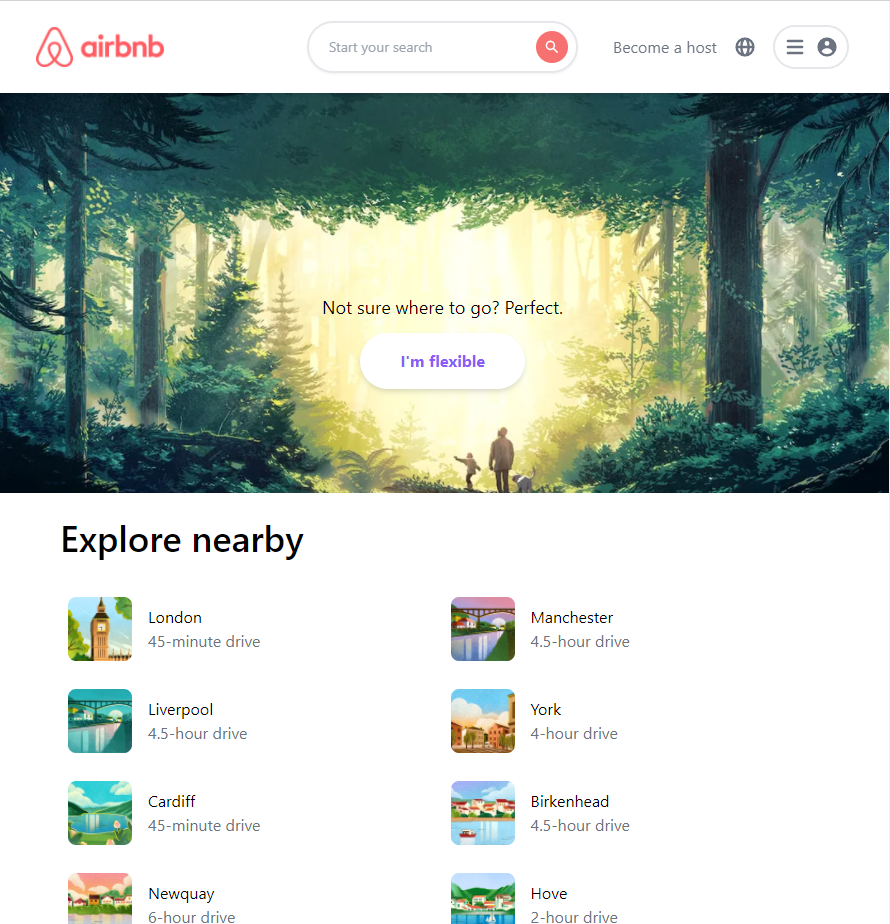 airbnb
Start your search
Become a host
Not sure where to go? Perfect.
I'm flexible
Explore nearby
London
45-minute drive
Manchester
4.5-hour drive
Liverpool
4.5-hour drive
York
4-hour drive
Cardiff
45-minute drive
Birkenhead
4.5-hour drive
Newquay
6-hour drive
Hove
2-hour drive